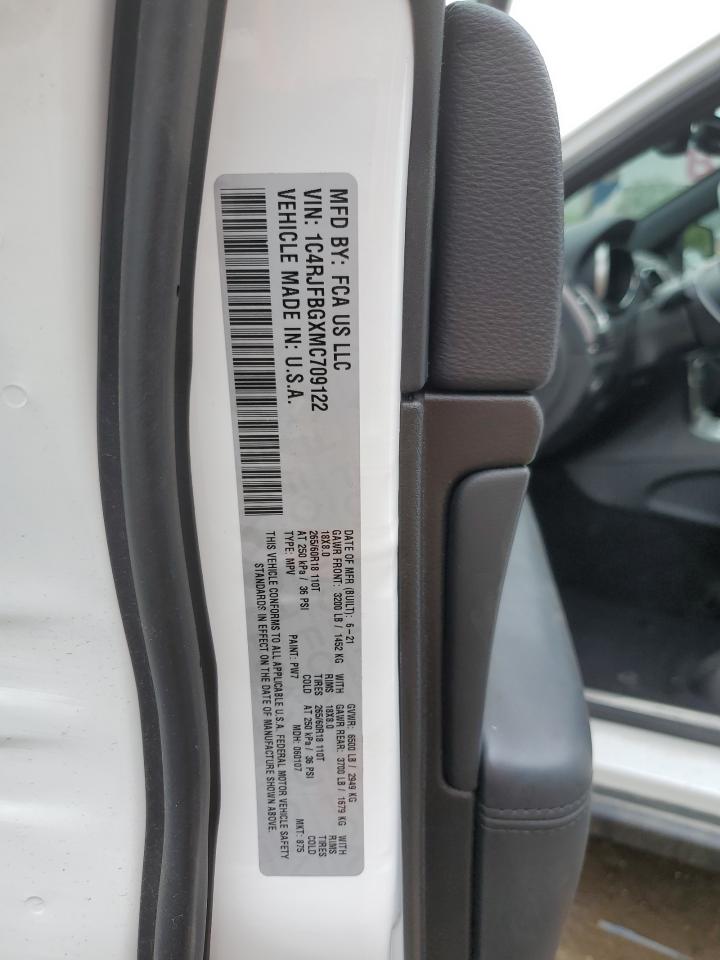 MFD BY: FCA US LLC
VIN: 1C4RJFBGXMC709122
VEHICLE MADE IN: U.S.A.
DATE OF MFR (BUILT): 6-21 GVWR: 6500 LB / 2949 KG
GAWR FRONT: 3200 LB / 1452 KG WITH GAWR REAR: 3700 LB / 1679 KG WITH
18X8.0 RIMS 18X8.0 RIMS
265/60R18 110T TIRES 265/60R18 110T TIRES
AT 250 kPa / 36 PSI COLD AT 250 kPa / 36 PSI COLD
TYPE: MPV PAINT: PW7 MDH: 060107 MKT: 875
THIS VEHICLE CONFORMS TO ALL APPLICABLE U.S.A. FEDERAL MOTOR VEHICLE SAFETY
STANDARDS IN EFFECT ON THE DATE OF MANUFACTURE SHOWN ABOVE.